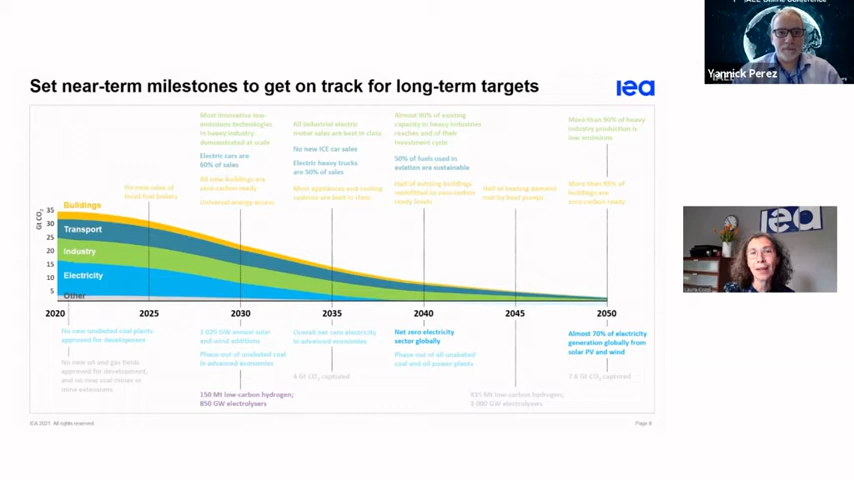 IAEE Online Conference
Yannick Perez
Set near-term milestones to get on track for long-term targets
iea
Most innovative low-
emissions technologies
in heavy industry
demonstrated at scale
Electric cars are
60% of sales
All new buildings are
zero-carbon ready
Universal energy access
All industrial electric
motor sales are best in class
No new ICE car sales
Electric heavy trucks
are 50% of sales
Most appliances and cooling
systems are best in class
Almost 90% of existing
capacity in heavy industries
reaches end of their
investment cycle
50% of fuels used in
aviation are sustainable
Half of existing buildings
retrofitted to zero-carbon
ready levels
Half of heating demand
met by heat pumps
More than 90% of heavy
industry production is
low emissions
More than 85% of
buildings are
zero-carbon ready
No new sales of
fossil fuel boilers
Gt CO2
35
30
25
20
15
10
5
Buildings
Transport
Industry
Electricity
Other
2020
2025
2030
2035
2040
2045
2050
No new unabated coal plants
approved for development
No new oil and gas fields
approved for development,
and no new coal mines or
mine extensions
1 020 GW annual solar
and wind additions
Phase-out of unabated coal
in advanced economies
150 Mt low-carbon hydrogen;
850 GW electrolysers
Overall net zero electricity
in advanced economies
4 Gt CO2 captured
Net zero electricity
sector globally
Phase-out of all unabated
coal and oil power plants
435 Mt low-carbon hydrogen;
3 000 GW electrolysers
Almost 70% of electricity
generation globally from
solar PV and wind
7.6 Gt CO2 captured
IEA 2021. All rights reserved.
Page 8
iea
Laura Cozzi